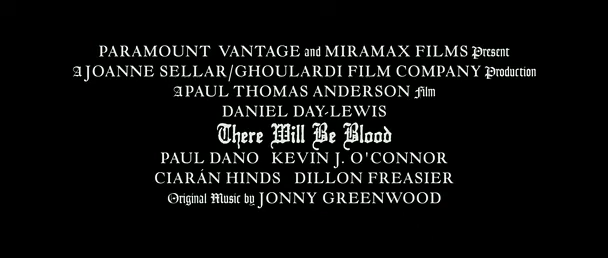 PARAMOUNT VANTAGE and MIRAMAX FILMS Present
A JOANNE SELLAR/GHOULARDI FILM COMPANY Production
A PAUL THOMAS ANDERSON Film
DANIEL DAY-LEWIS
There Will Be Blood
PAUL DANO KEVIN J. O'CONNOR
CIARÁN HINDS DILLON FREASIER
Original Music by JONNY GREENWOOD